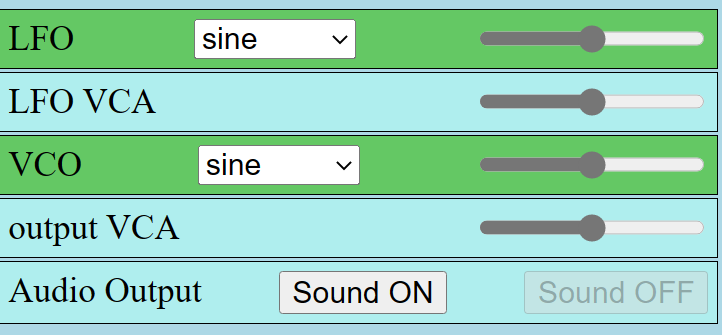 LFO sine
LFO VCA
VCO sine
output VCA
Audio Output Sound ON Sound OFF